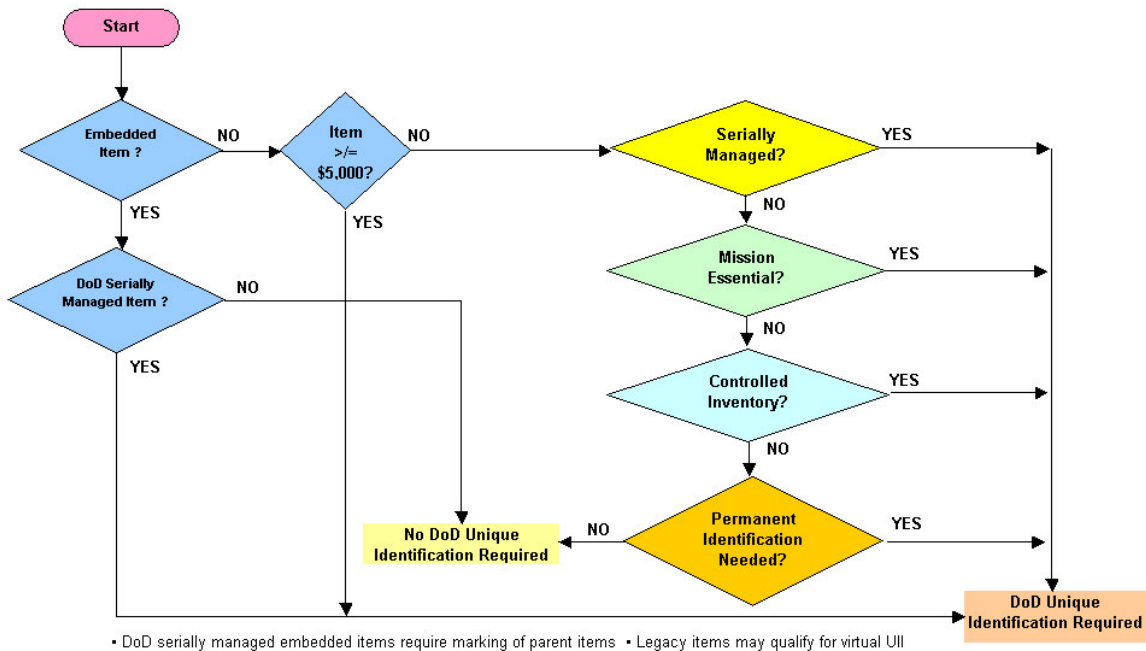 Start
Embedded
Item ?
NO
Item
>/=
$5,000?
NO
Serially
Managed?
YES
YES
YES
NO
DoD Serially
Managed Item ?
NO
Mission
Essential?
YES
YES
NO
Controlled
Inventory?
YES
NO
No DoD Unique
Identification Required
NO
Permanent
Identification
Needed?
YES
DoD Unique
Identification Required
• DoD serially managed embedded items require marking of parent items • Legacy items may qualify for virtual UII